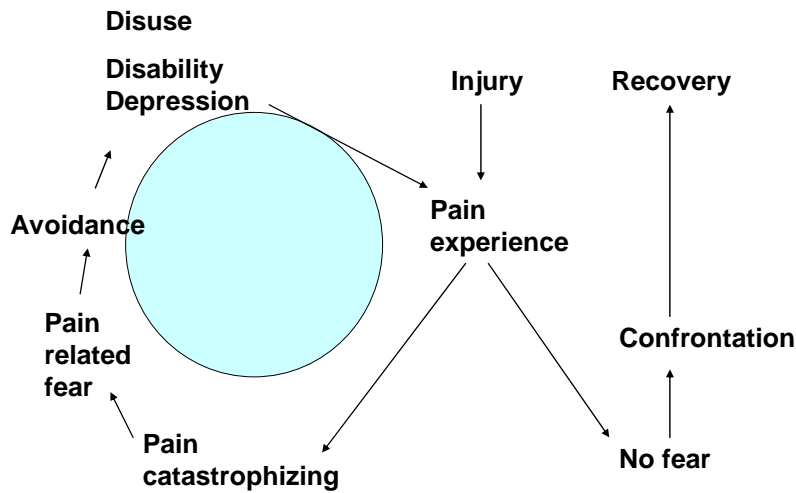 Disuse
Disability
Depression
Injury
Recovery
Avoidance
Pain
experience
Pain
related
fear
Confrontation
Pain
catastrophizing
No fear